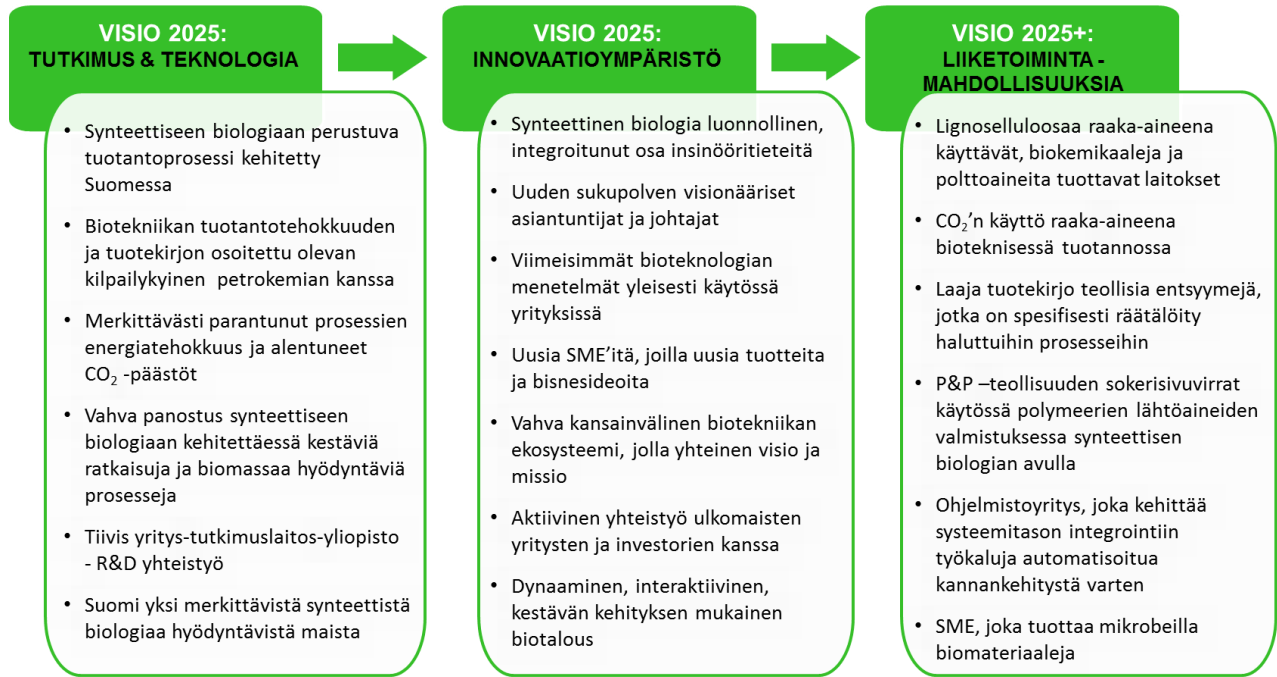 VISIO 2025:
TUTKIMUS & TEKNOLOGIA
• Synteettiseen biologiaan perustuva
tuotantoprosessi kehitetty
Suomessa
• Biotekniikan tuotantotehokkuuden
ja tuotekirjon osoitettu olevan
kilpailykyinen petrokemian kanssa
• Merkittävästi parantunut prosessien
energiatehokkuus ja alentuneet
CO₂ -päästöt
• Vahva panostus synteettiseen
biologiaan kehitettäessä kestäviä
ratkaisuja ja biomassaa hyödyntäviä
prosesseja
• Tiivis yritys-tutkimuslaitos-yliopisto
- R&D yhteistyö
• Suomi yksi merkittävistä synteettistä
biologiaa hyödyntävistä maista
VISIO 2025:
INNOVAATIOYMPÄRISTÖ
• Synteettinen biologia luonnollinen,
integroitunut osa insinööritieteitä
• Uuden sukupolven visionääriset
asiantuntijat ja johtajat
• Viimeisimmät bioteknologian
menetelmät yleisesti käytössä
yrityksissä
• Uusia SME’itä, joilla uusia tuotteita
ja bisnesideoita
• Vahva kansainvälinen biotekniikan
ekosysteemi, jolla yhteinen visio ja
missio
• Aktiivinen yhteistyö ulkomaisten
yritysten ja investorien kanssa
• Dynaaminen, interaktiivinen,
kestävän kehityksen mukainen
biotalous
VISIO 2025+:
LIIKETOIMINTA -
MAHDOLLISUUKSIA
• Lignoselluloosaa raaka-aineena
käyttävät, biokemikaaleja ja
polttoaineita tuottavat laitokset
• CO₂’n käyttö raaka-aineena
bioteknisessä tuotannossa
• Laaja tuotekirjo teollisia entsyymejä,
jotka on spesifisesti räätälöity
haluttuihin prosesseihin
• P&P –teollisuuden sokerisivuvirrat
käytössä polymeerien lähtöaineiden
valmistuksessa synteettisen
biologian avulla
• Ohjelmistoyritys, joka kehittää
systeemitason integrointiin
työkaluja automatisoitua
kannankehitystä varten
• SME, joka tuottaa mikrobeilla
biomateriaaleja